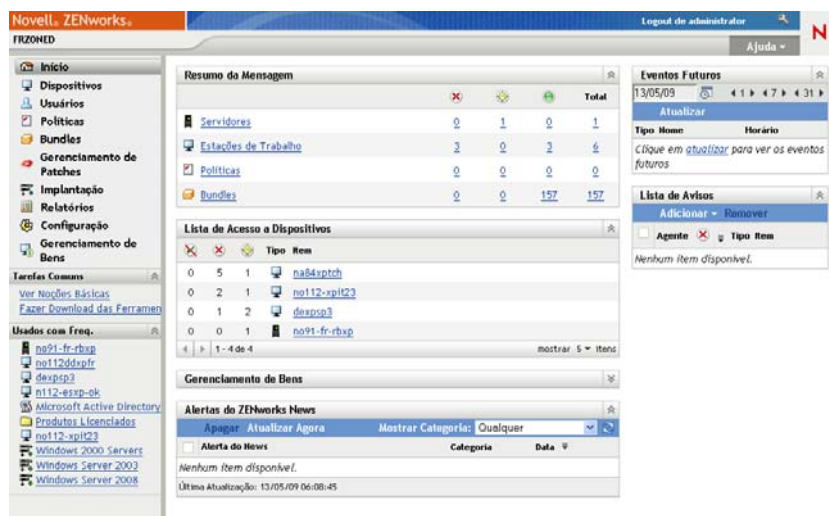 Novell® ZENworks®
Logout de administrator
FRZONED
Ajuda
N
Início
Dispositivos
Usuários
Políticas
Bundles
Gerenciamento de
Patches
Implantação
Relatórios
Configuração
Gerenciamento de
Bens
Tarefas Comuns
Ver Noções Básicas
Fazer Download das Ferramen
Usados com Freq.
no91-fr-rbxp
no112ddxpfr
dexpsp3
n112-esxp-ok
Microsoft Active Directory
Produtos Licenciados
no112-xpit23
Windows 2000 Servers
Windows Server 2003
Windows Server 2008
Resumo da Mensagem
Total
Servidores 0 1 0 1
Estações de Trabalho 3 0 3 6
Políticas 0 0 0 0
Bundles 0 0 157 157
Lista de Acesso a Dispositivos
Tipo Item
0 5 1 na84xptch
0 2 1 no112-xpit23
0 1 2 dexpsp3
0 0 1 no91-fr-rbxp
1 - 4 de 4 mostrar 5 itens
Gerenciamento de Bens
Alertas do ZENworks News
Apagar Atualizar Agora Mostrar Categoria: Qualquer
Alerta do News Categoria Data
Nenhum item disponível.
Última Atualização: 13/05/09 06:08:45
Eventos Futuros
13/05/09 1 7 31
Atualizar
Tipo Nome Horário
Clique em atualizar para ver os eventos
futuros
Lista de Avisos
Adicionar Remover
Agente Tipo Item
Nenhum item disponível.